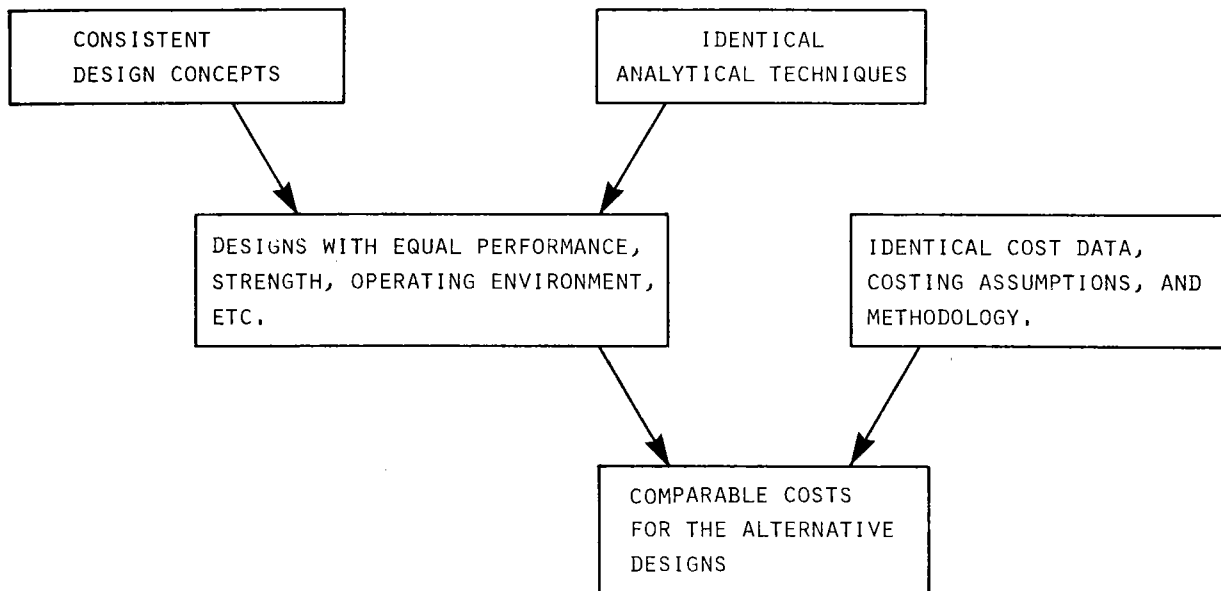 CONSISTENT
DESIGN CONCEPTS
IDENTICAL
ANALYTICAL TECHNIQUES
DESIGNS WITH EQUAL PERFORMANCE,
STRENGTH, OPERATING ENVIRONMENT,
ETC.
IDENTICAL COST DATA,
COSTING ASSUMPTIONS, AND
METHODOLOGY.
COMPARABLE COSTS
FOR THE ALTERNATIVE
DESIGNS